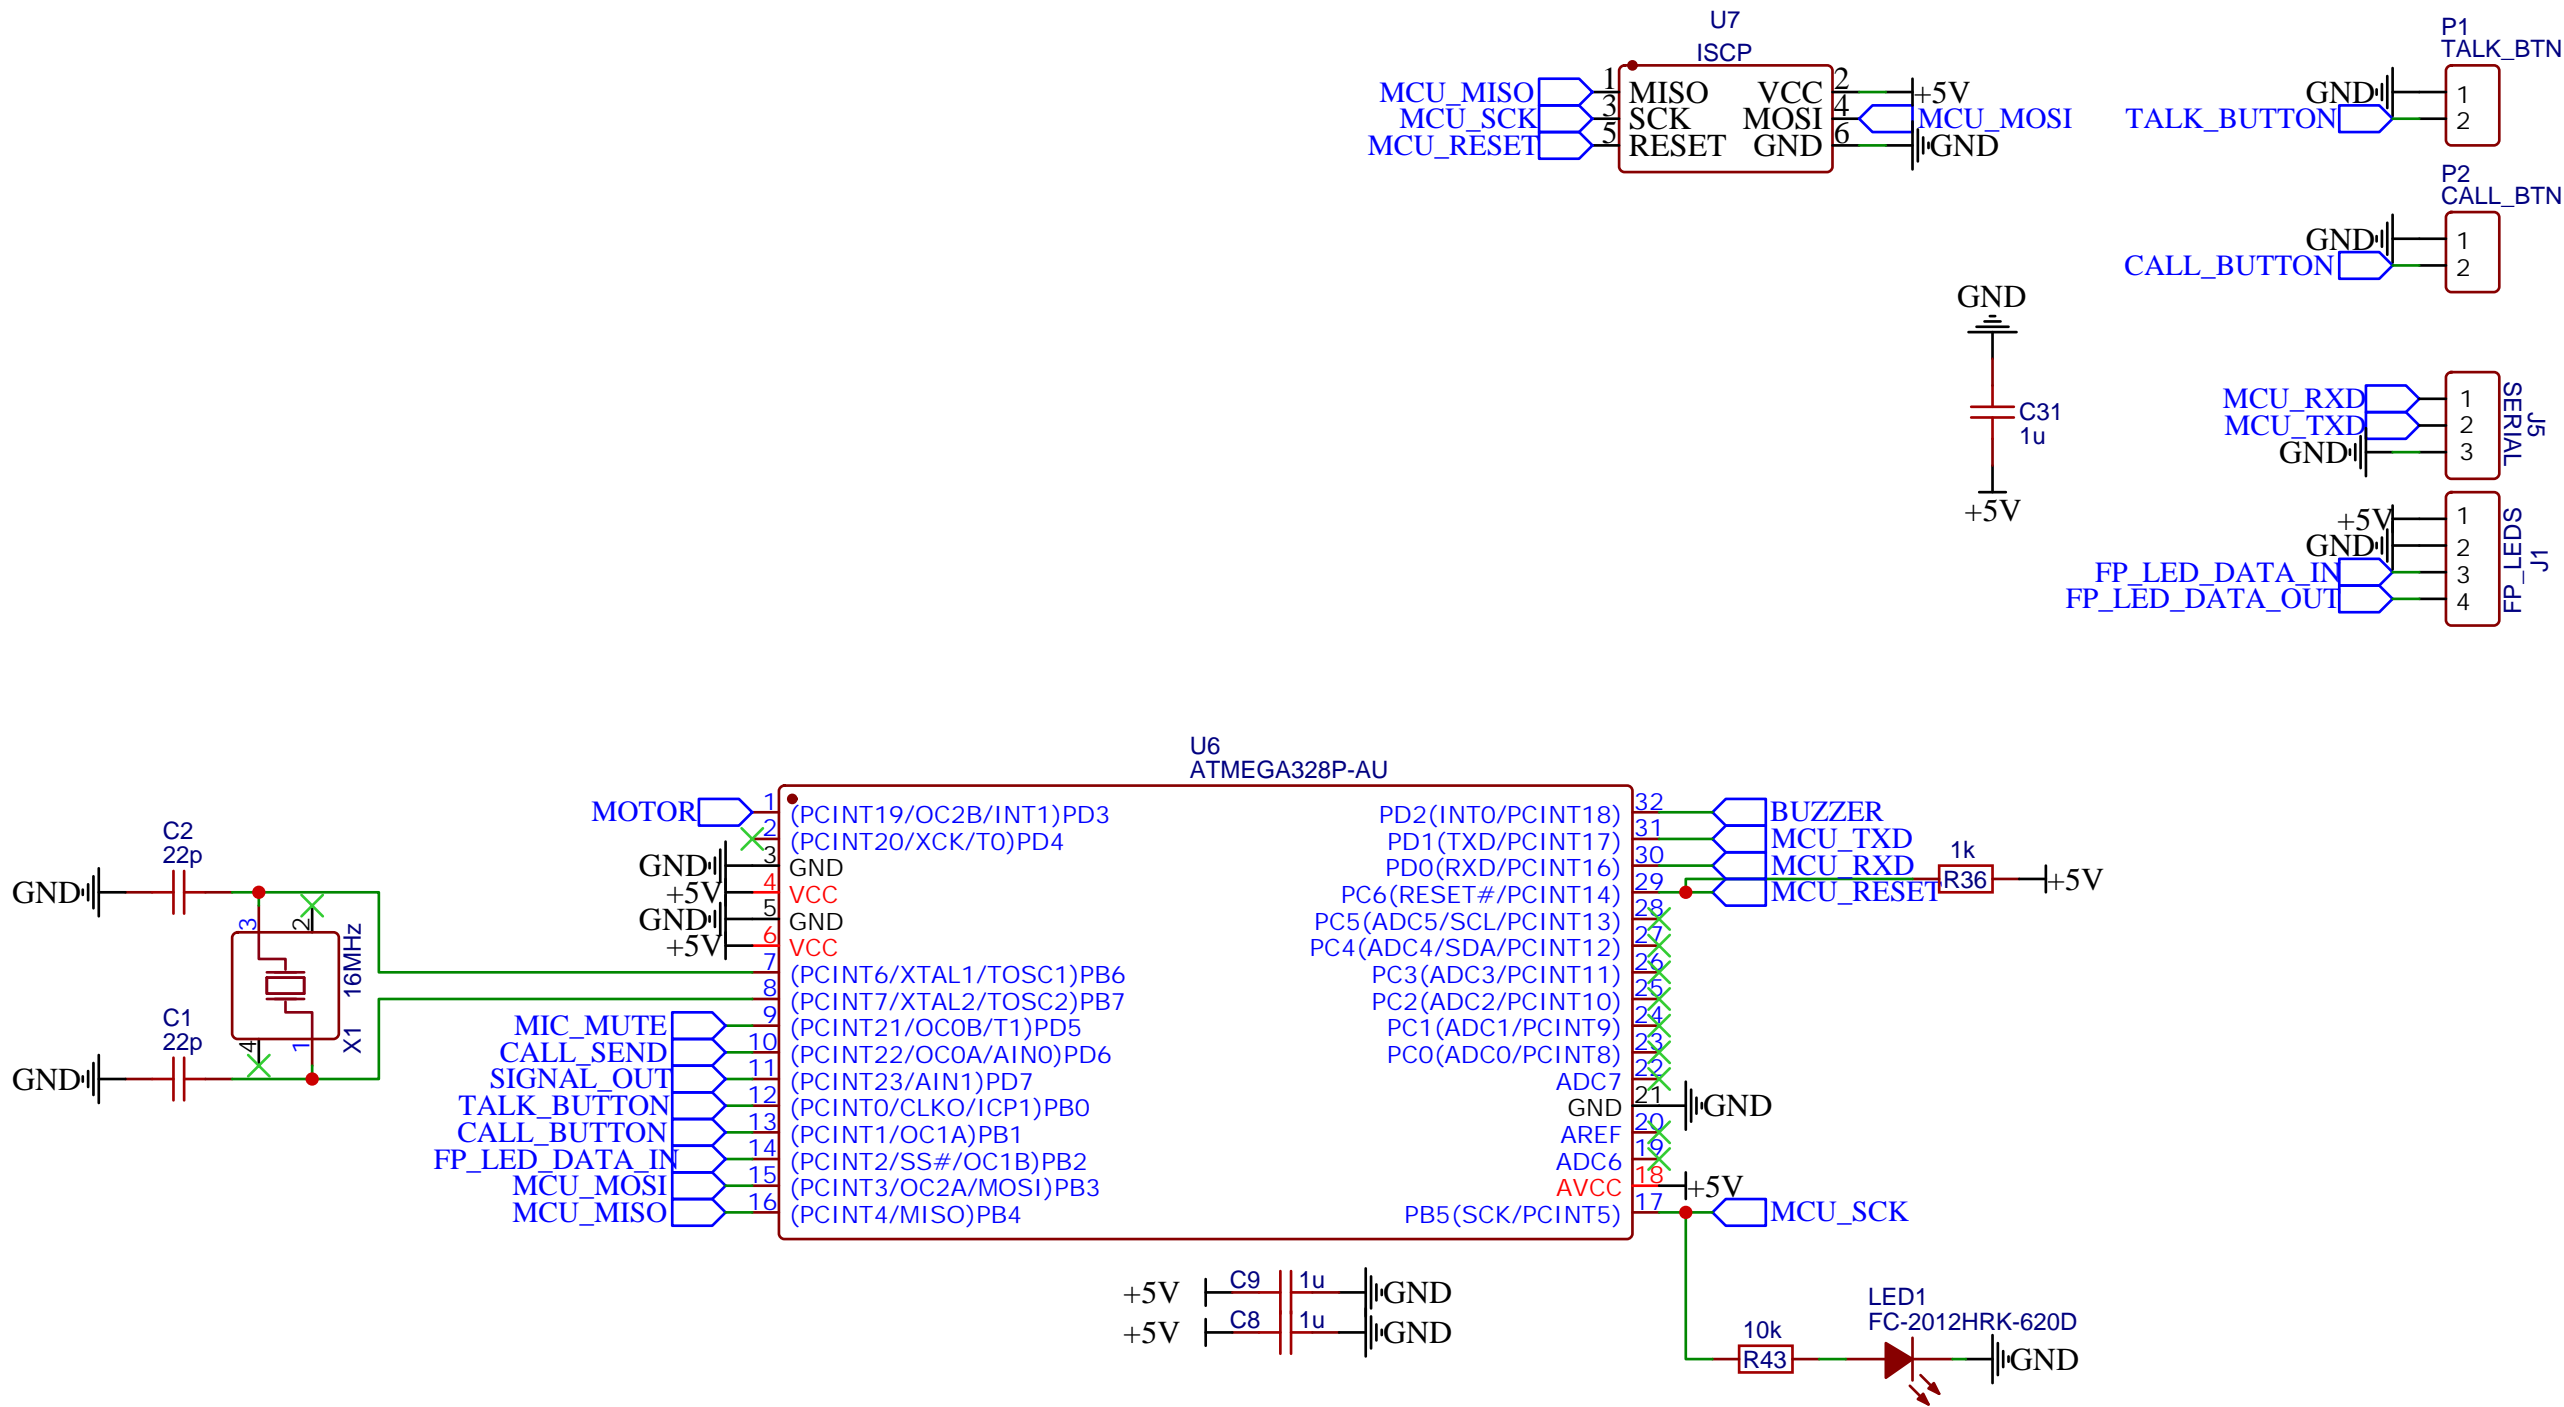 U7
ISCP
MCU_MISO 1 MISO VCC 2 +5V
MCU_SCK 3 SCK MOSI 4 MCU_MOSI
MCU_RESET 5 RESET GND 6 GND
P1
TALK_BTN
GND 1
TALK_BUTTON 2
P2
CALL_BTN
GND 1
CALL_BUTTON 2
GND
C31
1u
+5V
MCU_RXD 1
MCU_TXD 2
GND 3
SERIAL
J5
+5V 1
GND 2
FP_LED_DATA_IN 3
FP_LED_DATA_OUT 4
FP_LEDS
J1
U6
ATMEGA328P-AU
MOTOR 1 (PCINT19/OC2B/INT1)PD3
2 (PCINT20/XCK/T0)PD4
GND 3 GND
+5V 4 VCC
GND 5 GND
+5V 6 VCC
7 (PCINT6/XTAL1/TOSC1)PB6
8 (PCINT7/XTAL2/TOSC2)PB7
MIC_MUTE 9 (PCINT21/OC0B/T1)PD5
CALL_SEND 10 (PCINT22/OC0A/AIN0)PD6
SIGNAL_OUT 11 (PCINT23/AIN1)PD7
TALK_BUTTON 12 (PCINT0/CLKO/ICP1)PB0
CALL_BUTTON 13 (PCINT1/OC1A)PB1
FP_LED_DATA_IN 14 (PCINT2/SS#/OC1B)PB2
MCU_MOSI 15 (PCINT3/OC2A/MOSI)PB3
MCU_MISO 16 (PCINT4/MISO)PB4
PD2(INT0/PCINT18) 32 BUZZER
PD1(TXD/PCINT17) 31 MCU_TXD
PD0(RXD/PCINT16) 30 MCU_RXD
PC6(RESET#/PCINT14) 29 MCU_RESET
PC5(ADC5/SCL/PCINT13) 28
PC4(ADC4/SDA/PCINT12) 27
PC3(ADC3/PCINT11) 26
PC2(ADC2/PCINT10) 25
PC1(ADC1/PCINT9) 24
PC0(ADC0/PCINT8) 23
ADC7 22
GND 21 GND
AREF 20
ADC6 19
AVCC 18 +5V
PB5(SCK/PCINT5) 17 MCU_SCK
1k
R36 +5V
C2
22p
GND
3 2
16MHz
X1
4 1
C1
22p
GND
+5V C9 1u GND
+5V C8 1u GND
LED1
FC-2012HRK-620D
10k
R43 GND